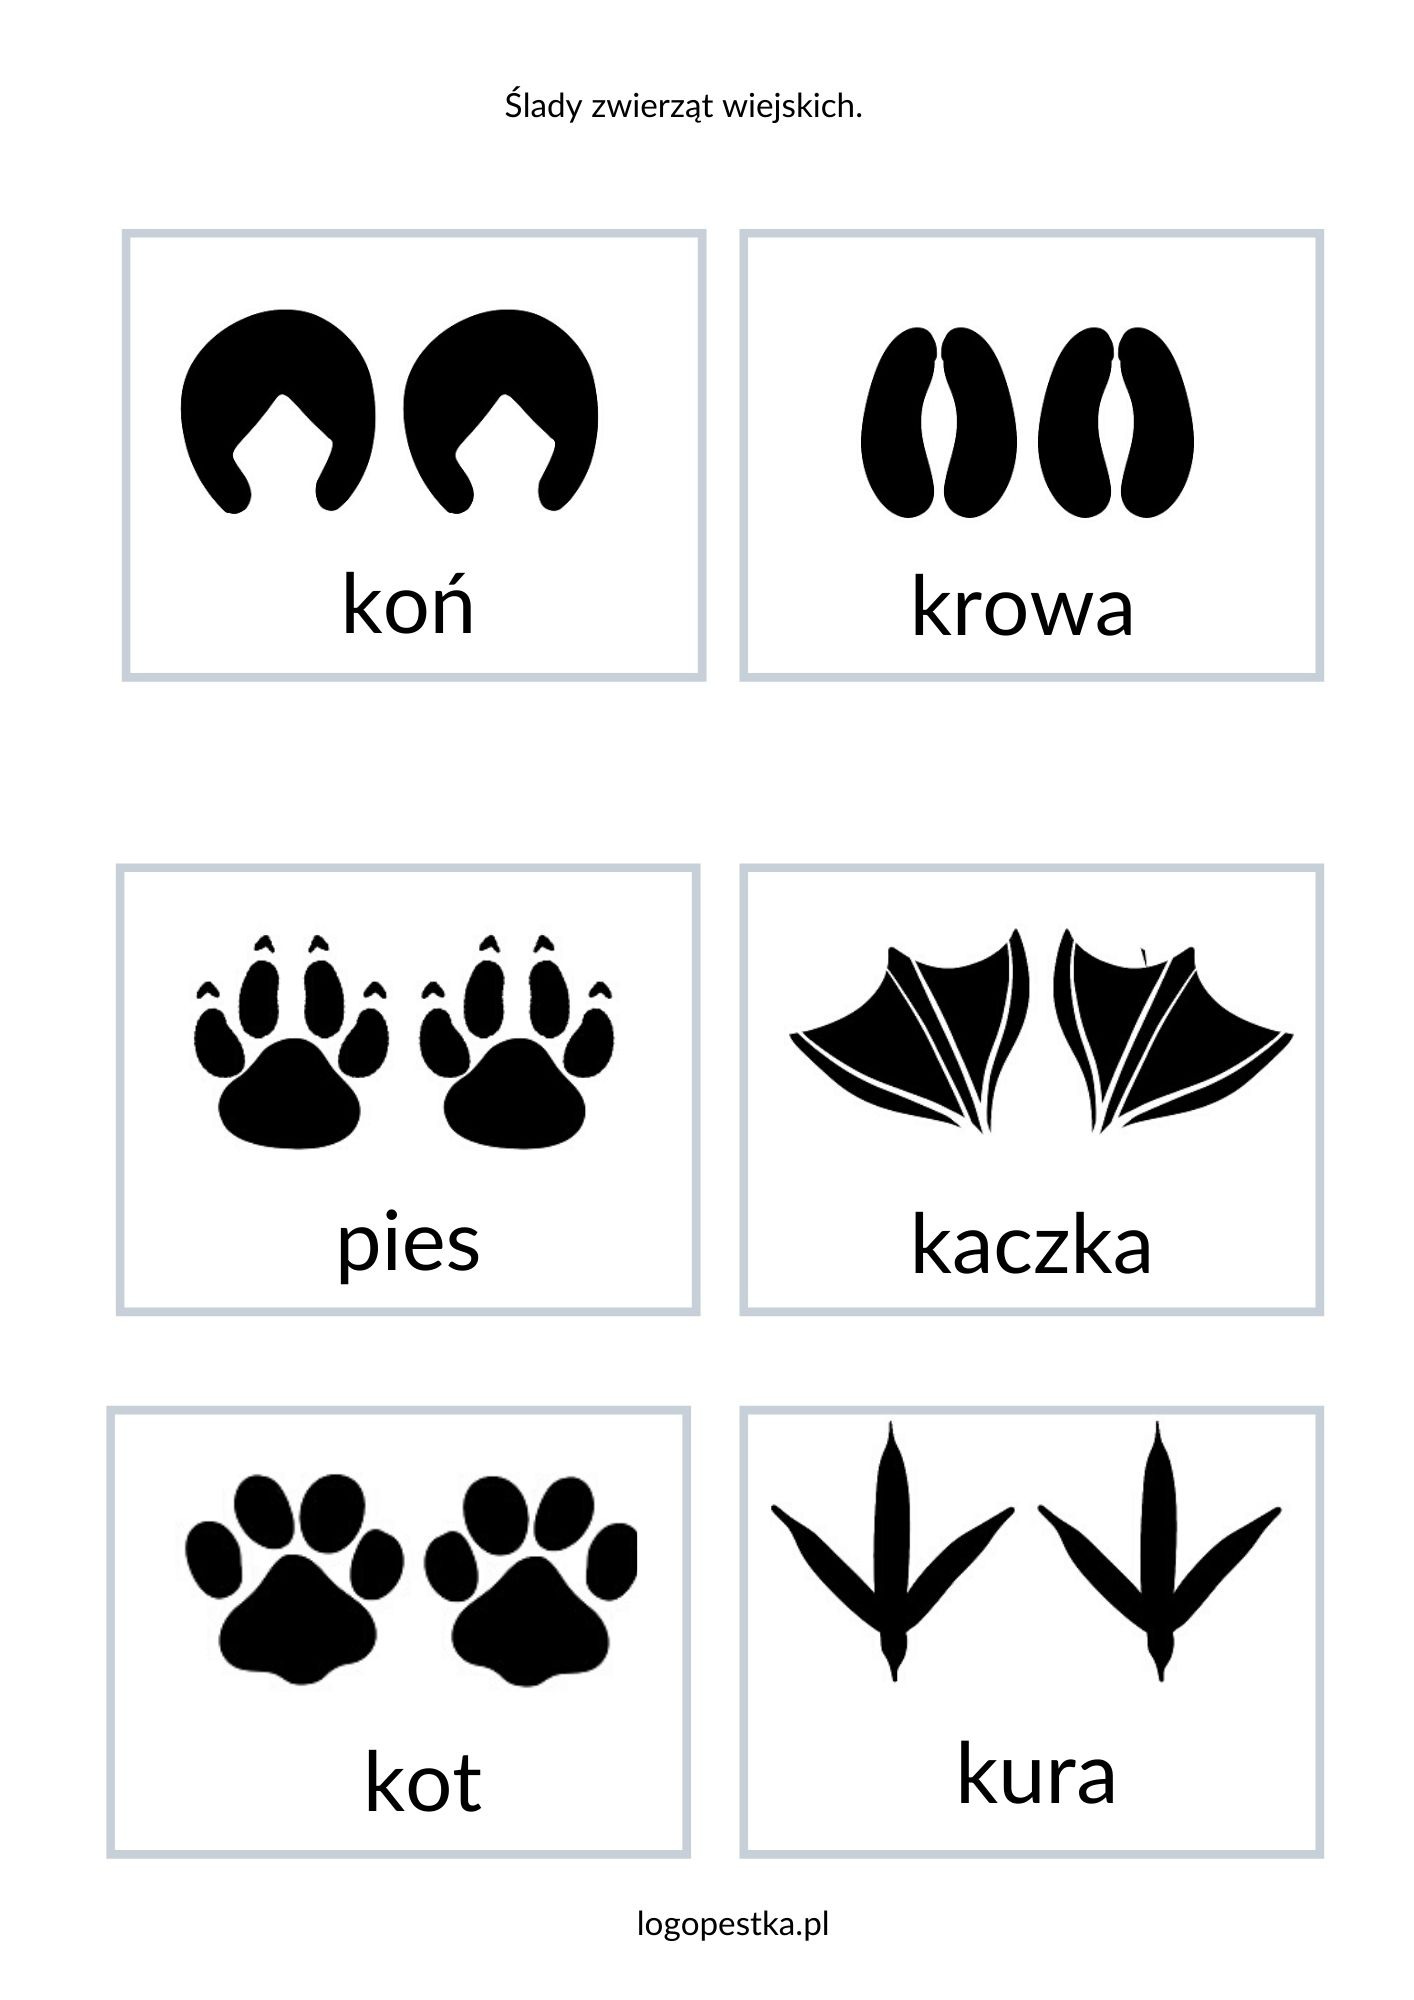 Ślady zwierząt wiejskich.
koń
krowa
pies
kaczka
kot
kura
logopestka.pl